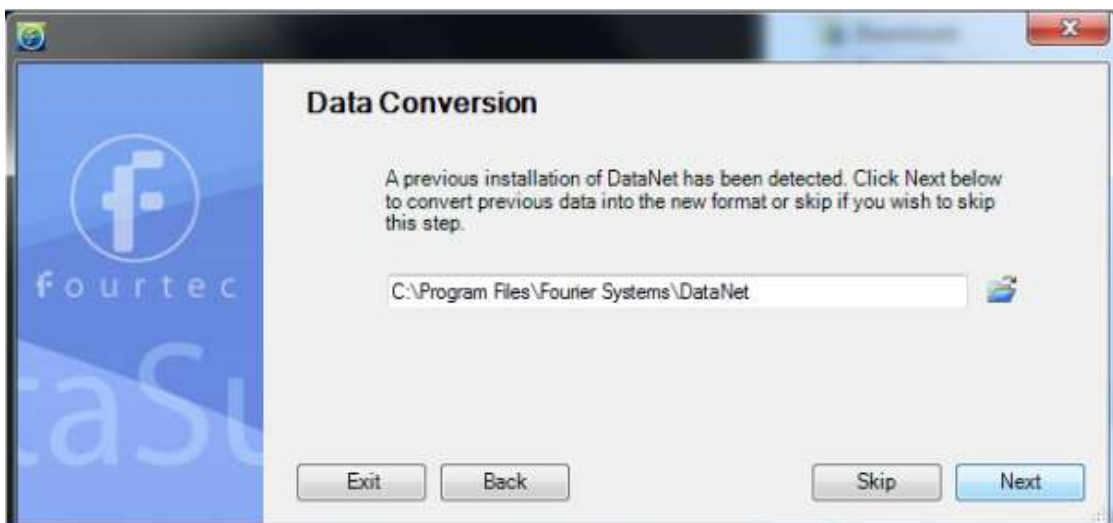 Data Conversion
A previous installation of DataNet has been detected. Click Next below
to convert previous data into the new format or skip if you wish to skip
this step.
fourtec
C:\Program Files\Fourier Systems\DataNet
taSu
Exit Back Skip Next